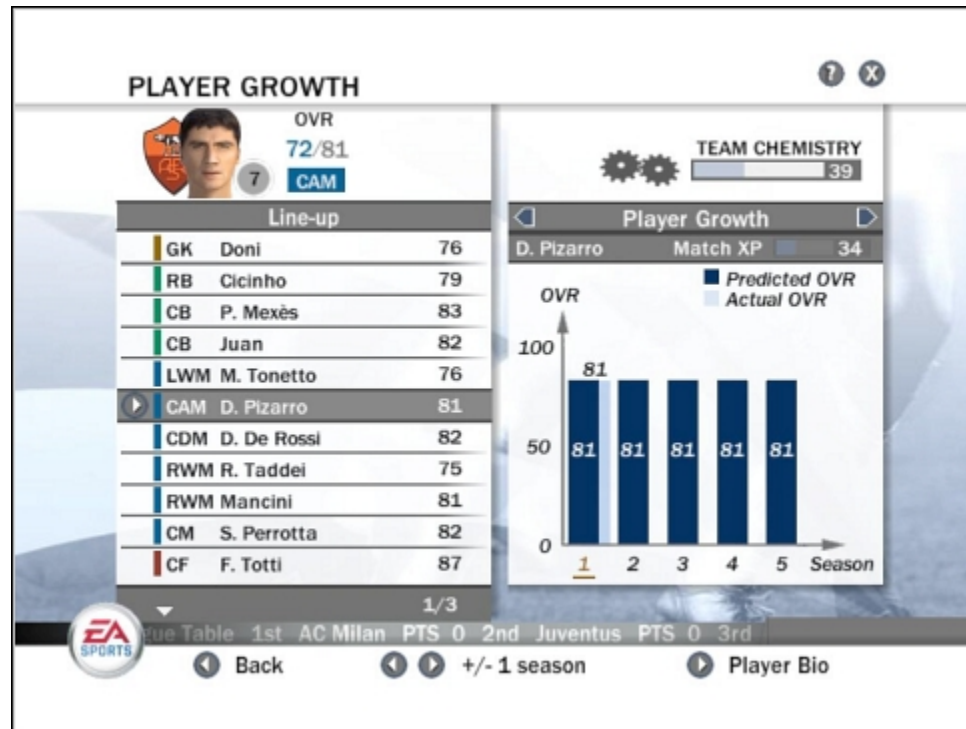 PLAYER GROWTH
? X
OVR
72/81
7 CAM
TEAM CHEMISTRY
39
Line-up
GK Doni 76
RB Cicinho 79
CB P. Mexès 83
CB Juan 82
LWM M. Tonetto 76
CAM D. Pizarro 81
CDM D. De Rossi 82
RWM R. Taddei 75
RWM Mancini 81
CM S. Perrotta 82
CF F. Totti 87
1/3
Player Growth
D. Pizarro Match XP 34
Predicted OVR
Actual OVR
OVR
100
81
50 81 81 81 81 81
0
1 2 3 4 5 Season
EA SPORTS
gue Table 1st AC Milan PTS 0 2nd Juventus PTS 0 3rd
Back +/- 1 season Player Bio